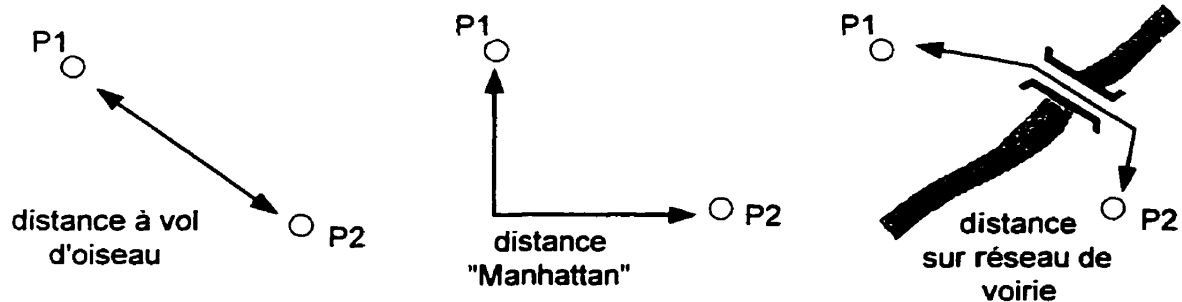 P1
P2
distance à vol
d'oiseau
P1
P2
distance
"Manhattan"
P1
P2
distance
sur réseau de
voirie